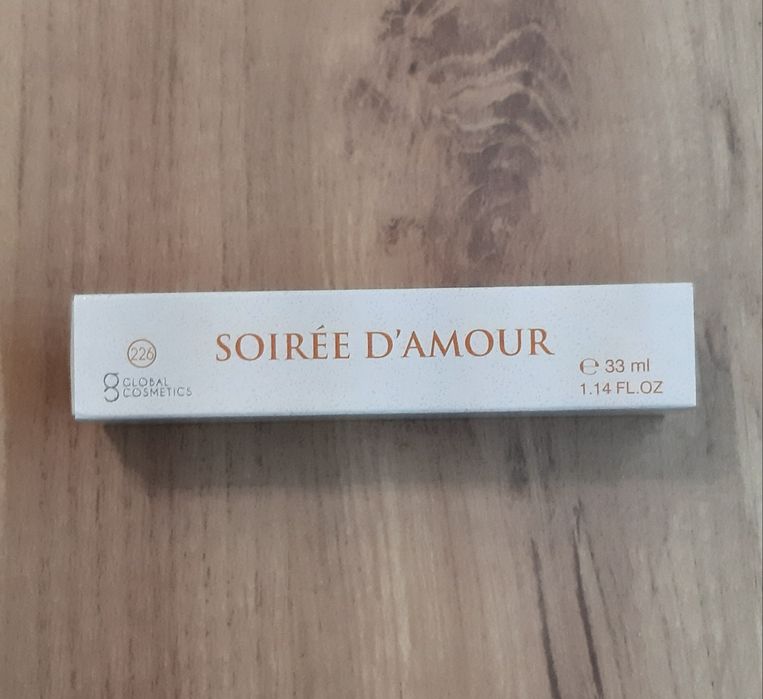 226
GLOBAL
COSMETICS
SOIRÉE D'AMOUR
℮ 33 ml
1.14 FL.OZ